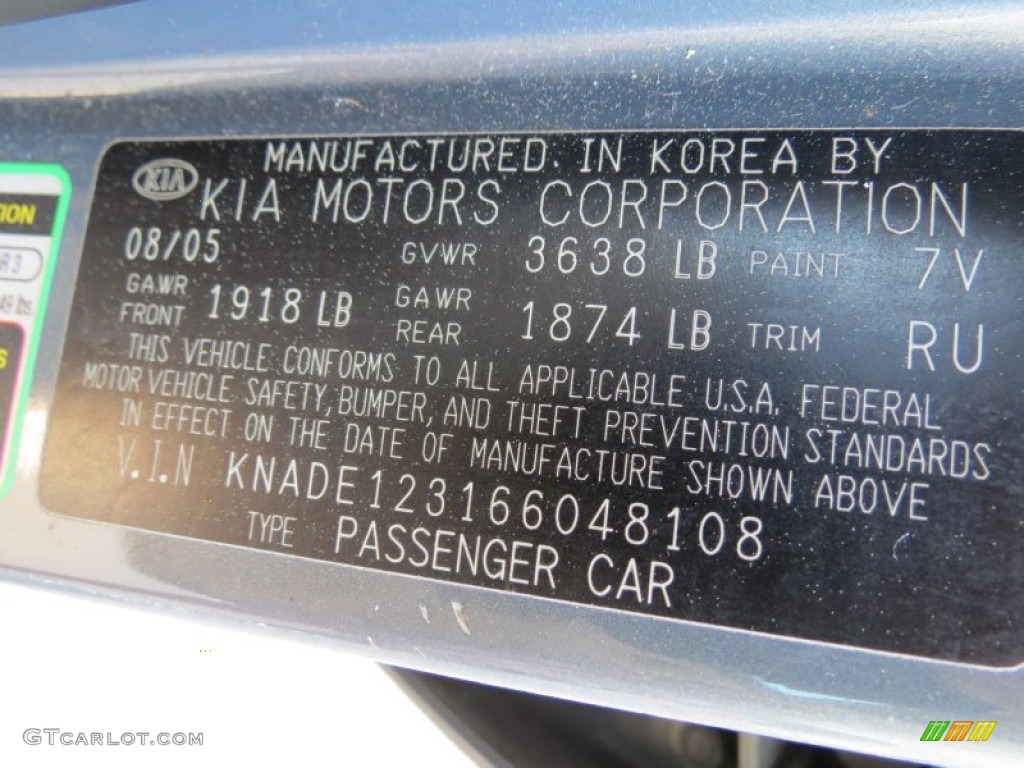 MANUFACTURED. IN KOREA BY
KIA
KIA MOTORS CORPORATION
08/05 GVWR 3638 LB PAINT 7V
GAWR FRONT 1918 LB GAWR REAR 1874 LB TRIM RU
THIS VEHICLE CONFORMS TO ALL APPLICABLE U.S.A. FEDERAL
MOTOR VEHICLE SAFETY, BUMPER, AND THEFT PREVENTION STANDARDS
IN EFFECT ON THE DATE OF MANUFACTURE SHOWN ABOVE
V.I.N KNADE123166048108
TYPE PASSENGER CAR
GTCARLOT.COM